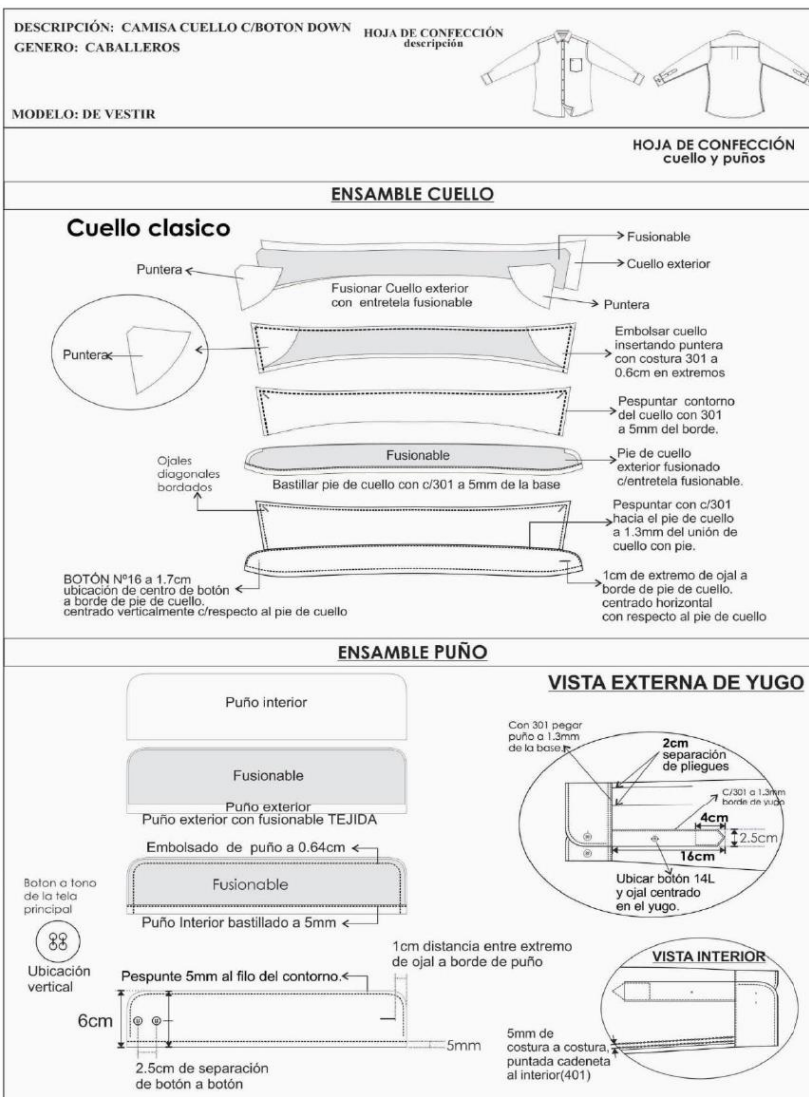 DESCRIPCIÓN: CAMISA CUELLO C/BOTON DOWN
GENERO: CABALLEROS
MODELO: DE VESTIR
HOJA DE CONFECCIÓN
descripción
HOJA DE CONFECCIÓN
cuello y puños
ENSAMBLE CUELLO
Cuello clasico
Puntera
Fusionar Cuello exterior
con entretela fusionable
Fusionable
Cuello exterior
Puntera
Puntera
Embolsar cuello
insertando puntera
con costura 301 a
0.6cm en extremos
Pespuntar contorno
del cuello con 301
a 5mm del borde.
Fusionable
Pie de cuello
exterior fusionado
c/entretela fusionable.
Bastillar pie de cuello con c/301 a 5mm de la base
Ojales
diagonales
bordados
Pespuntar con c/301
hacia el pie de cuello
a 1.3mm del unión de
cuello con pie.
BOTÓN Nº16 a 1.7cm
ubicación de centro de botón
a borde de pie de cuello.
centrado verticalmente c/respecto al pie de cuello
1cm de extremo de ojal a
borde de pie de cuello.
centrado horizontal
con respecto al pie de cuello
ENSAMBLE PUÑO
Puño interior
Fusionable
Puño exterior
Puño exterior con fusionable TEJIDA
Embolsado de puño a 0.64cm
Fusionable
Puño Interior bastillado a 5mm
Boton a tono
de la tela
principal
Ubicación
vertical
1cm distancia entre extremo
de ojal a borde de puño
Pespunte 5mm al filo del contorno.
6cm
5mm
2.5cm de separación
de botón a botón
VISTA EXTERNA DE YUGO
Con 301 pegar
puño a 1.3mm
de la base.
2cm
separación
de pliegues
C/301 a 1.3mm
borde de yugo
4cm
2.5cm
16cm
Ubicar botón 14L
y ojal centrado
en el yugo.
VISTA INTERIOR
5mm de
costura a costura,
puntada cadeneta
al interior(401)